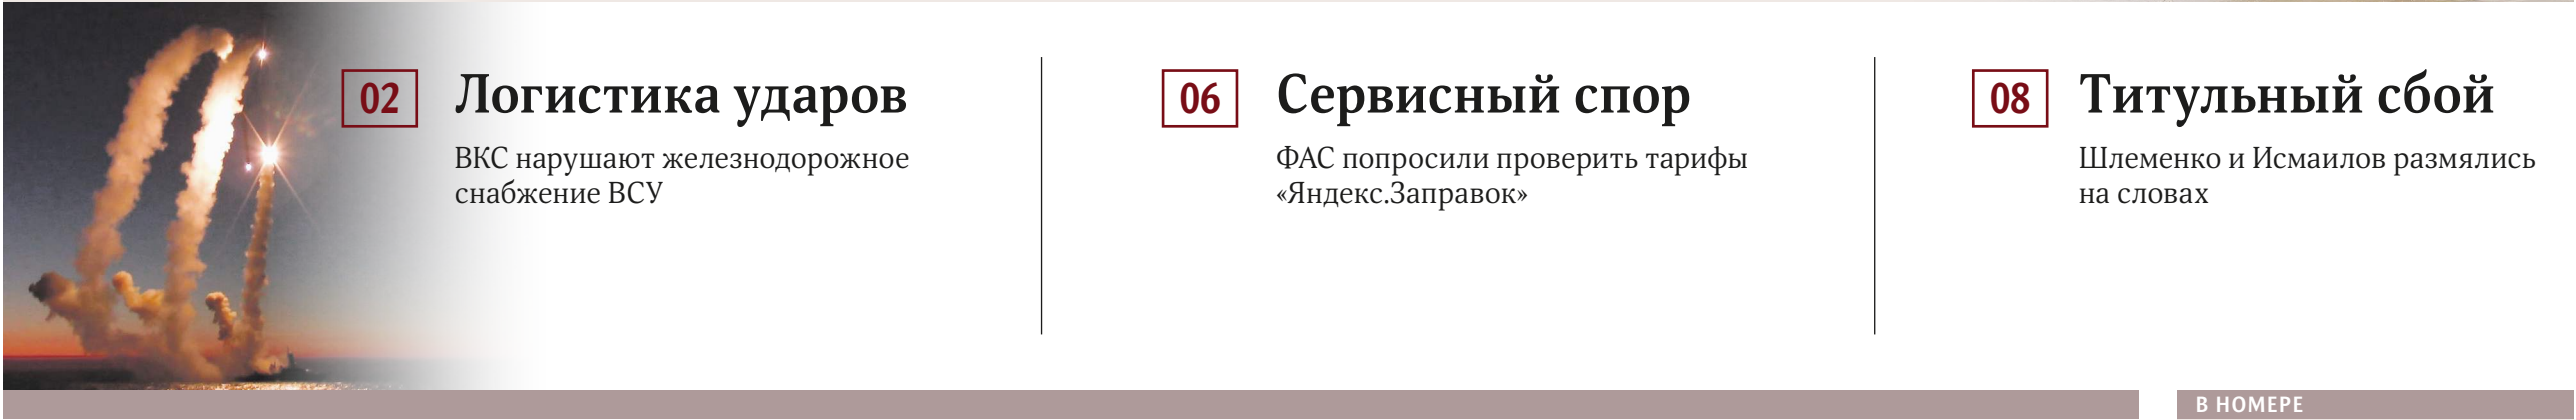 02
Логистика ударов
ВКС нарушают железнодорожное
снабжение ВСУ
06
Сервисный спор
ФАС попросили проверить тарифы
«Яндекс.Заправок»
08
Титульный сбой
Шлеменко и Исмаилов размялись
на словах
В НОМЕРЕ